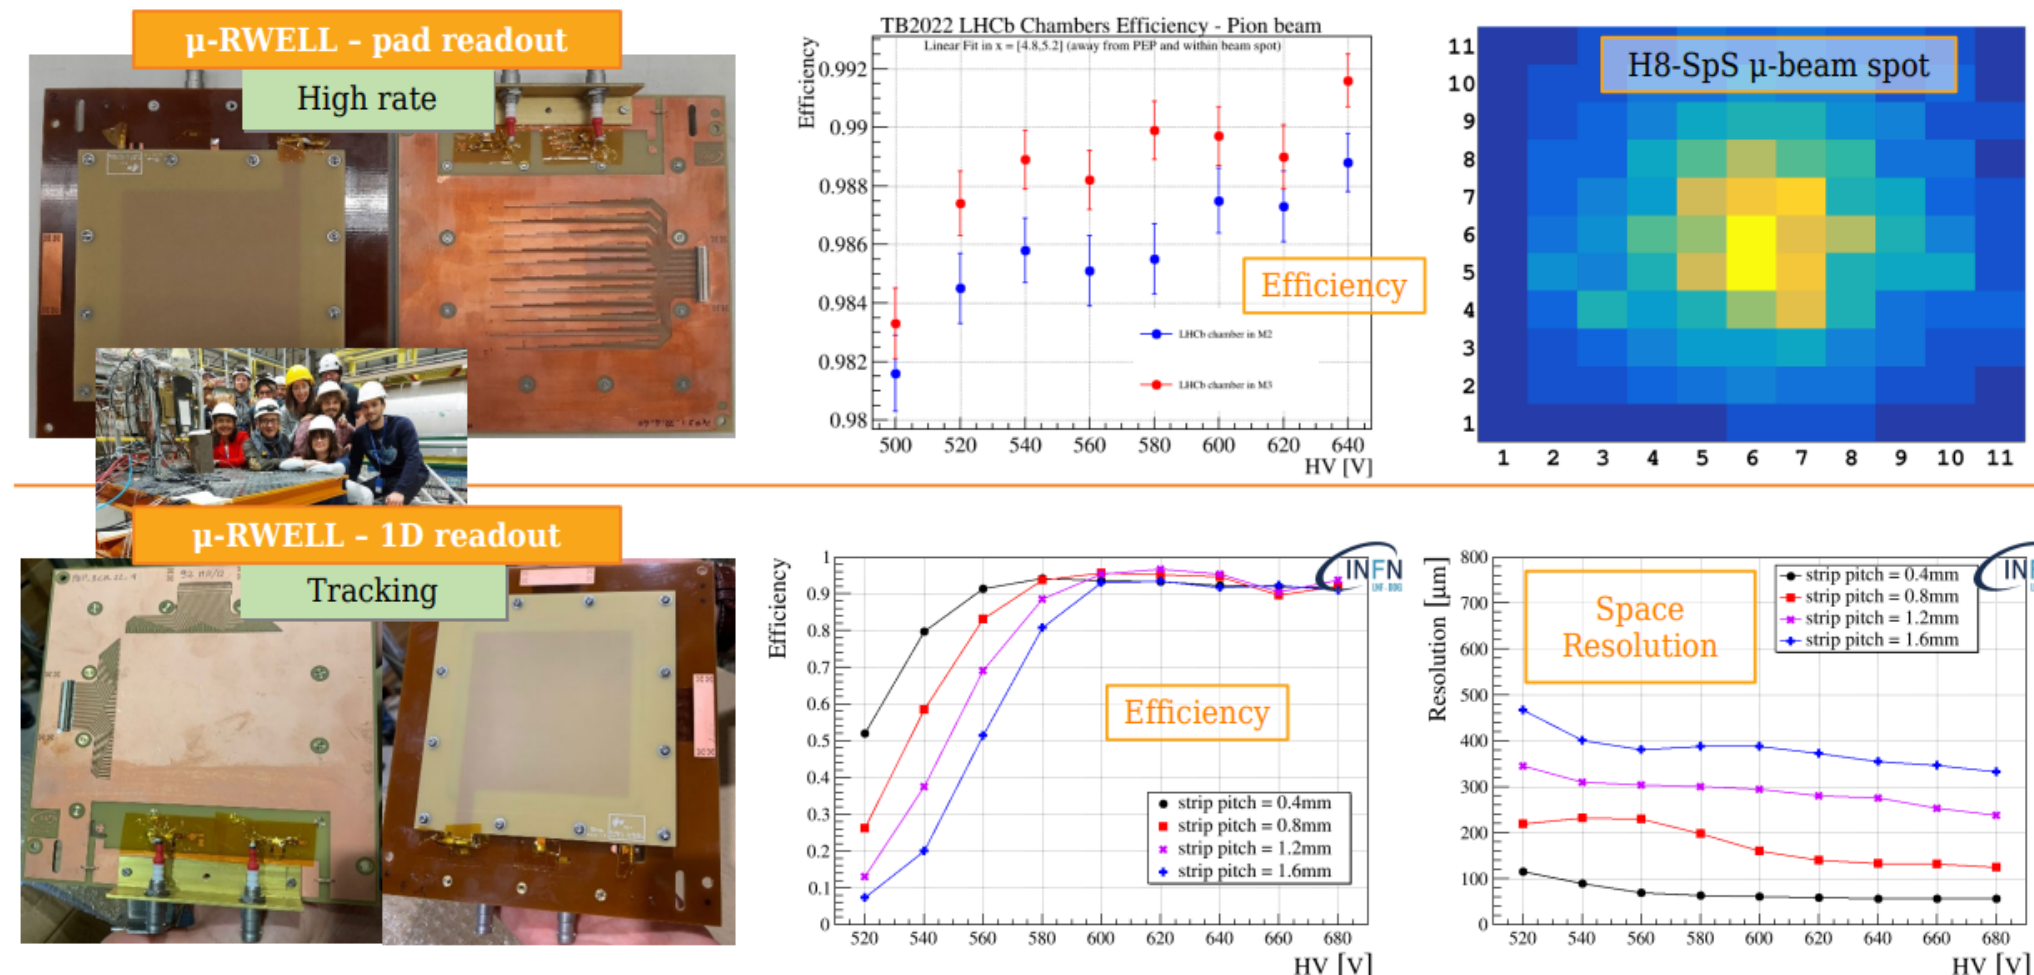 μ-RWELL – pad readout
High rate
TB2022 LHCb Chambers Efficiency - Pion beam
Linear Fit in x = [4.8,5.2] (away from PEP and within beam spot)
Efficiency
0.992
0.99
0.988
0.986
0.984
0.982
0.98
500 520 540 560 580 600 620 640
HV [V]
Efficiency
LHCb chamber in M2
LHCb chamber in M3
H8-SpS μ-beam spot
11
10
9
8
7
6
5
4
3
2
1
1 2 3 4 5 6 7 8 9 10 11
μ-RWELL – 1D readout
Tracking
Efficiency
1
0.9
0.8
0.7
0.6
0.5
0.4
0.3
0.2
0.1
0
520 540 560 580 600 620 640 660 680
HV [V]
INFN
Efficiency
strip pitch = 0.4mm
strip pitch = 0.8mm
strip pitch = 1.2mm
strip pitch = 1.6mm
Resolution [μm]
800
700
600
500
400
300
200
100
0
520 540 560 580 600 620 640 660 680
HV [V]
Space
Resolution
strip pitch = 0.4mm
strip pitch = 0.8mm
strip pitch = 1.2mm
strip pitch = 1.6mm